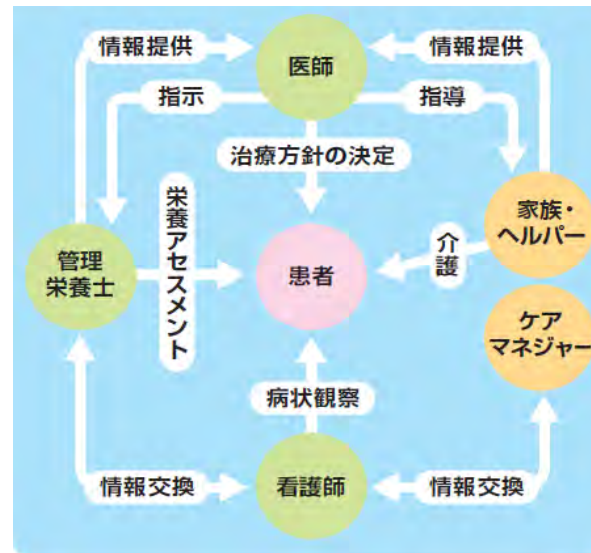 情報提供
医師
情報提供
指示
指導
治療方針の決定
栄養アセスメント
管理
栄養士
患者
介護
家族・
ヘルパー
ケア
マネジャー
病状観察
情報交換
看護師
情報交換